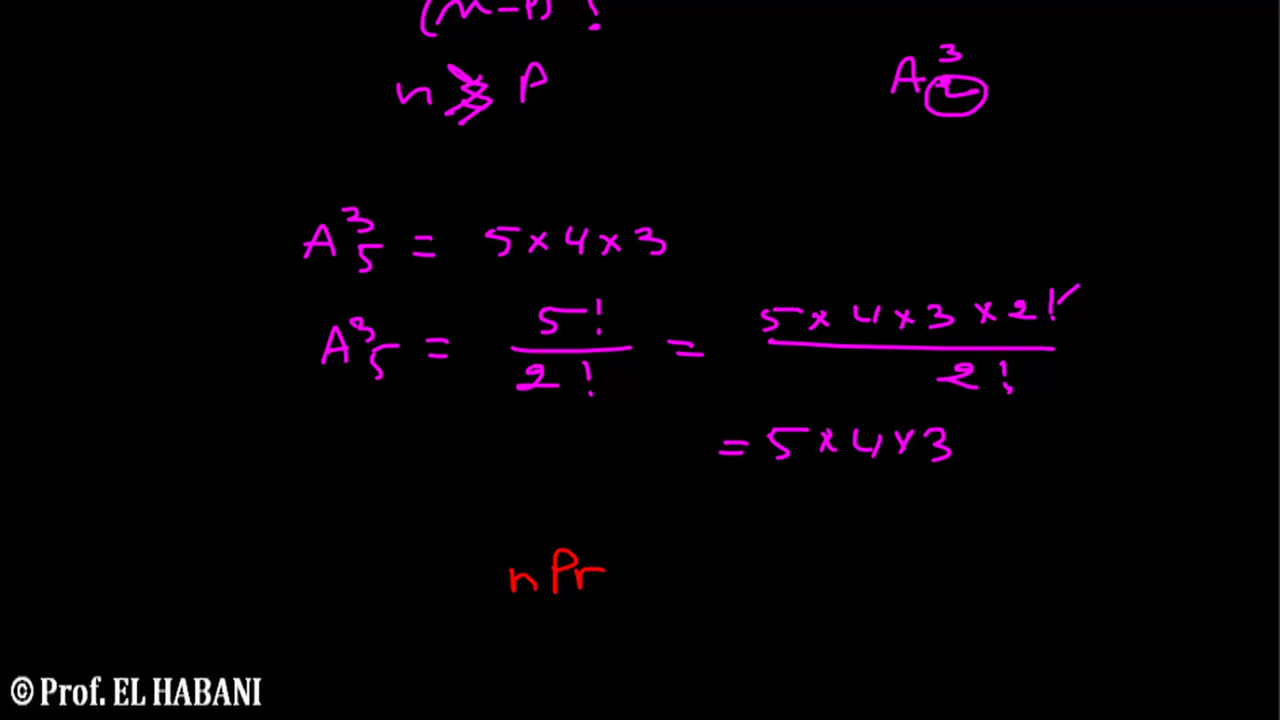 (n-p)!
n ≥ p
A³₂
A³₅ = 5×4×3
A³₅ = 5!/2! = 5×4×3×2!/2!
= 5×4×3
nPr
© Prof. EL HABANI